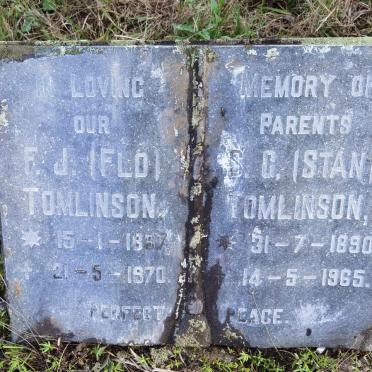 IN LOVING MEMORY OF
OUR PARENTS
F. J. (FLO) S. C. (STAN)
TOMLINSON. TOMLINSON.
15-1-1897. 31-7-1890
21-5-1970. 14-5-1965.
PERFECT PEACE.